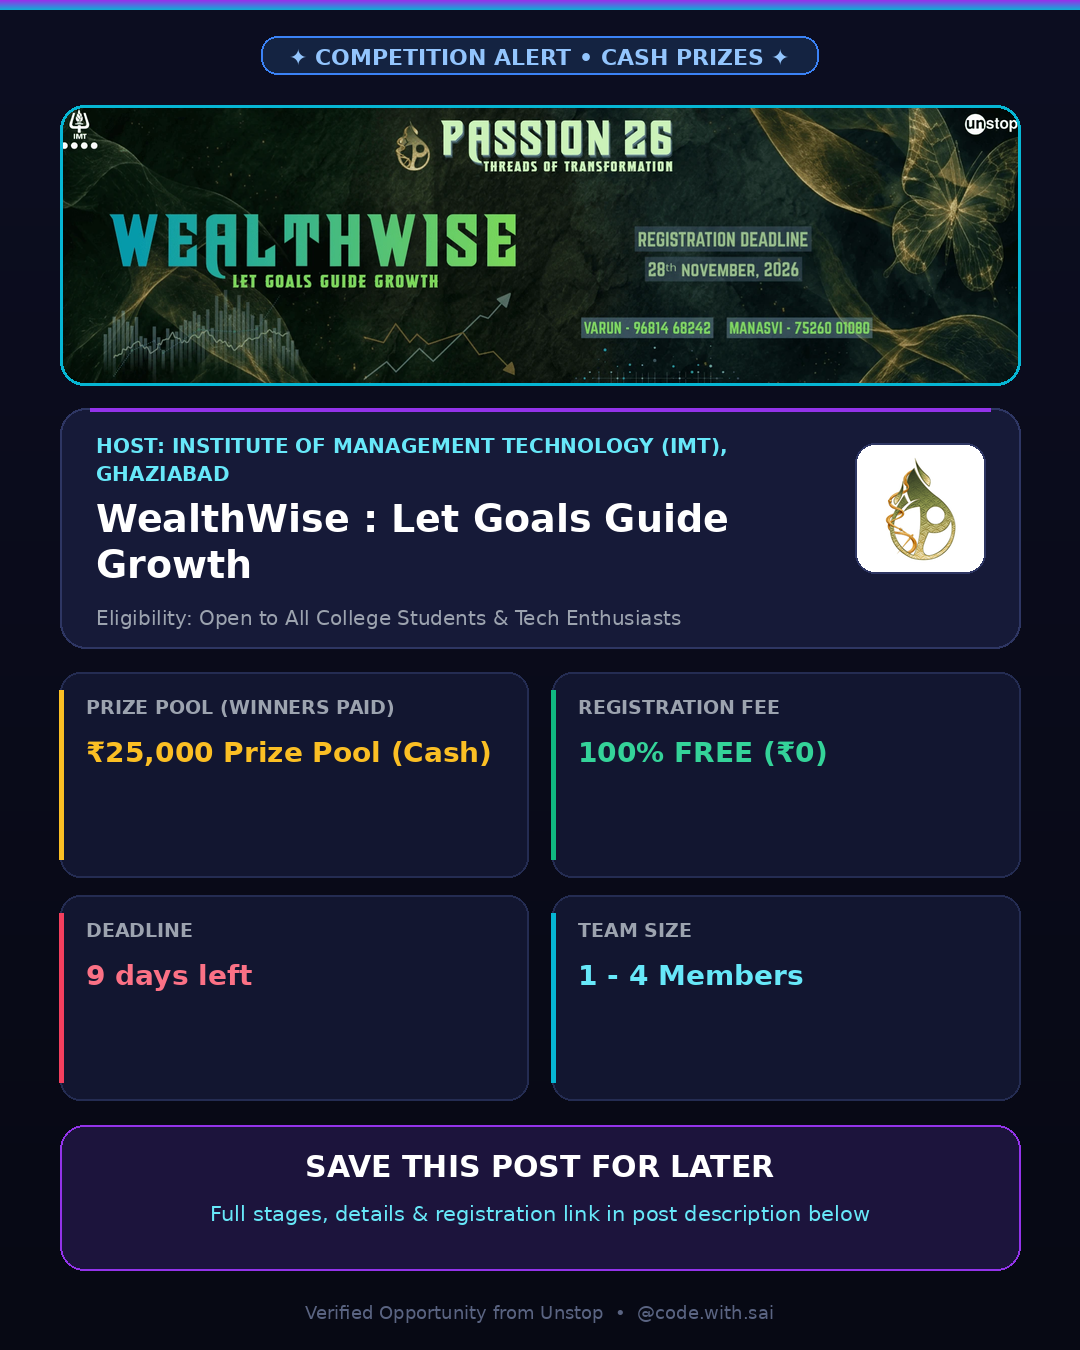 ✦ COMPETITION ALERT • CASH PRIZES ✦
IMT
PASSION 26
THREADS OF TRANSFORMATION
unstop
WEALTHWISE
LET GOALS GUIDE GROWTH
REGISTRATION DEADLINE
28th NOVEMBER, 2026
VARUN - 96814 68242 MANASVI - 75260 01080
HOST: INSTITUTE OF MANAGEMENT TECHNOLOGY (IMT),
GHAZIABAD
WealthWise : Let Goals Guide
Growth
Eligibility: Open to All College Students & Tech Enthusiasts
PRIZE POOL (WINNERS PAID)
₹25,000 Prize Pool (Cash)
REGISTRATION FEE
100% FREE (₹0)
DEADLINE
9 days left
TEAM SIZE
1 - 4 Members
SAVE THIS POST FOR LATER
Full stages, details & registration link in post description below
Verified Opportunity from Unstop • @code.with.sai